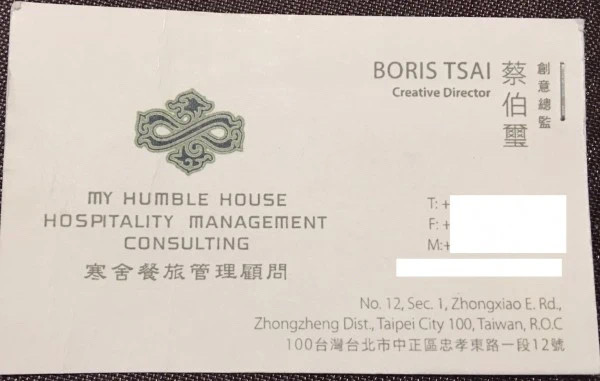 BORIS TSAI
Creative Director
蔡伯璽
創意總監
MY HUMBLE HOUSE
HOSPITALITY MANAGEMENT
CONSULTING
寒舍餐旅管理顧問
T: +
F: +
M:+
No. 12, Sec. 1, Zhongxiao E. Rd.,
Zhongzheng Dist., Taipei City 100, Taiwan, R.O.C
100台灣台北市中正區忠孝東路一段12號